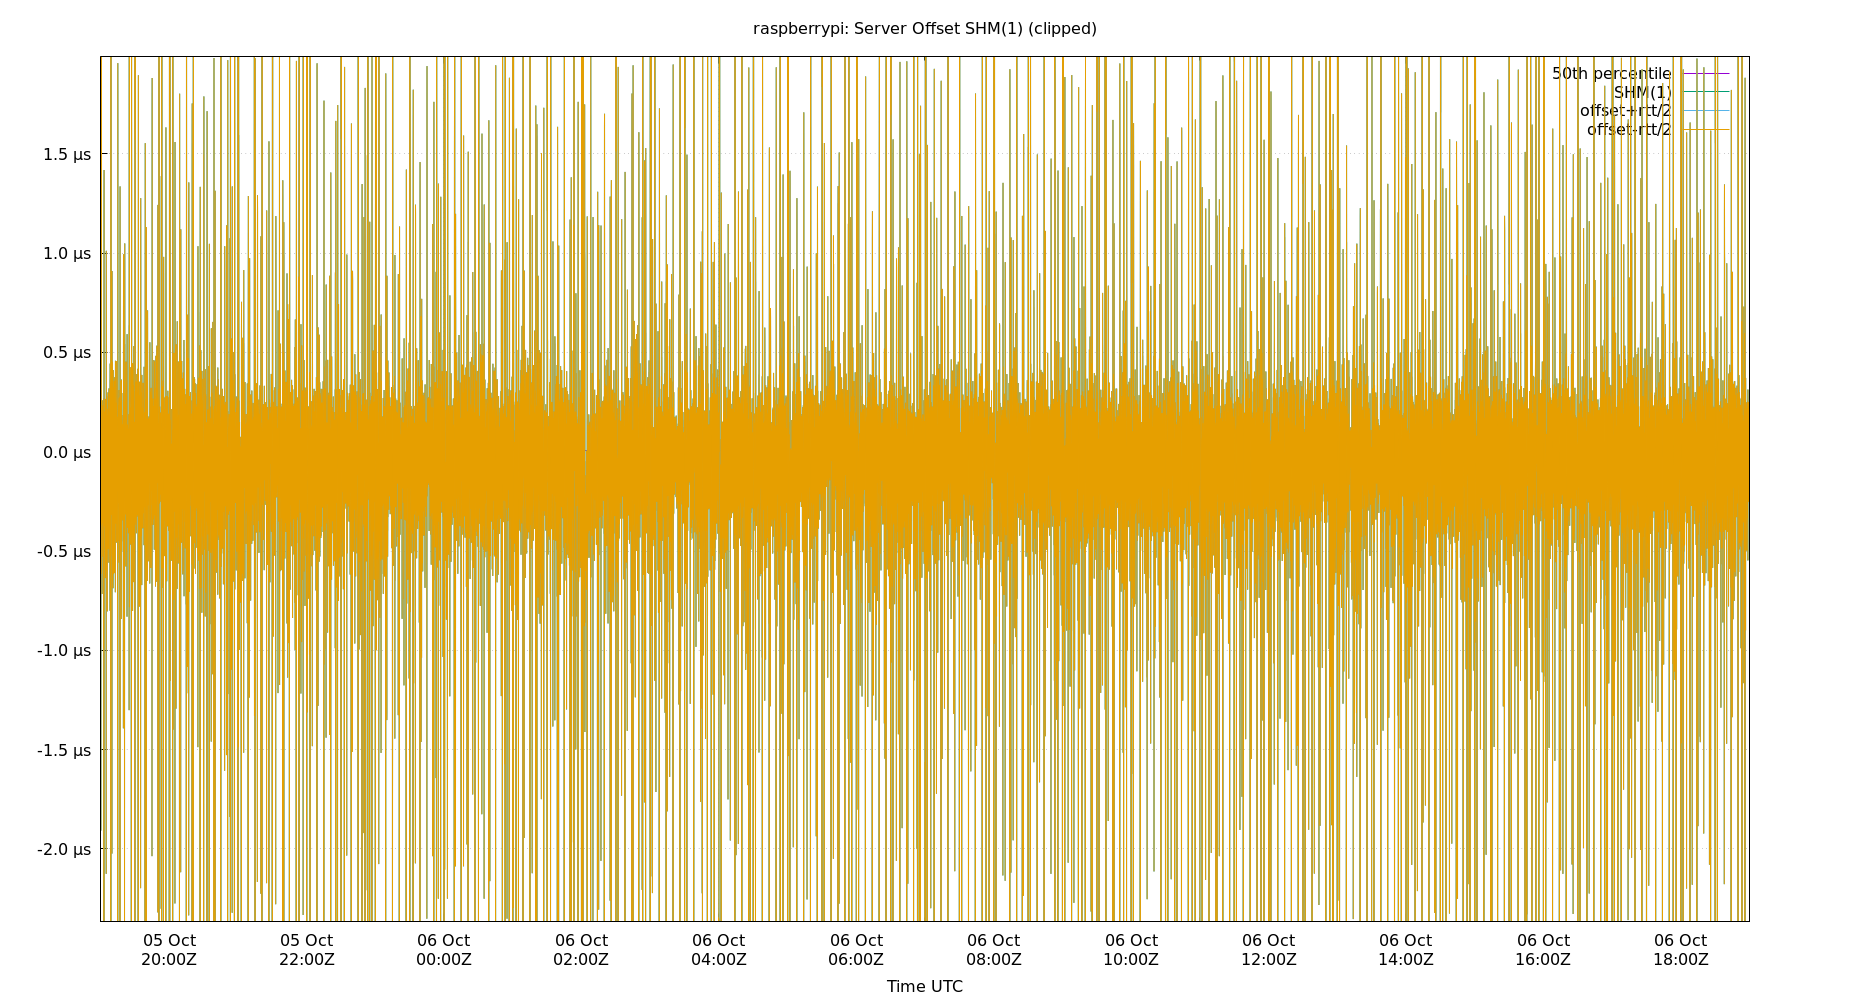 raspberrypi: Server Offset SHM(1) (clipped)
50th percentile
SHM(1)
offset+rtt/2
offset-rtt/2
1.5 µs
1.0 µs
0.5 µs
0.0 µs
-0.5 µs
-1.0 µs
-1.5 µs
-2.0 µs
05 Oct 05 Oct 06 Oct 06 Oct 06 Oct 06 Oct 06 Oct 06 Oct 06 Oct 06 Oct 06 Oct 06 Oct
20:00Z 22:00Z 00:00Z 02:00Z 04:00Z 06:00Z 08:00Z 10:00Z 12:00Z 14:00Z 16:00Z 18:00Z
Time UTC